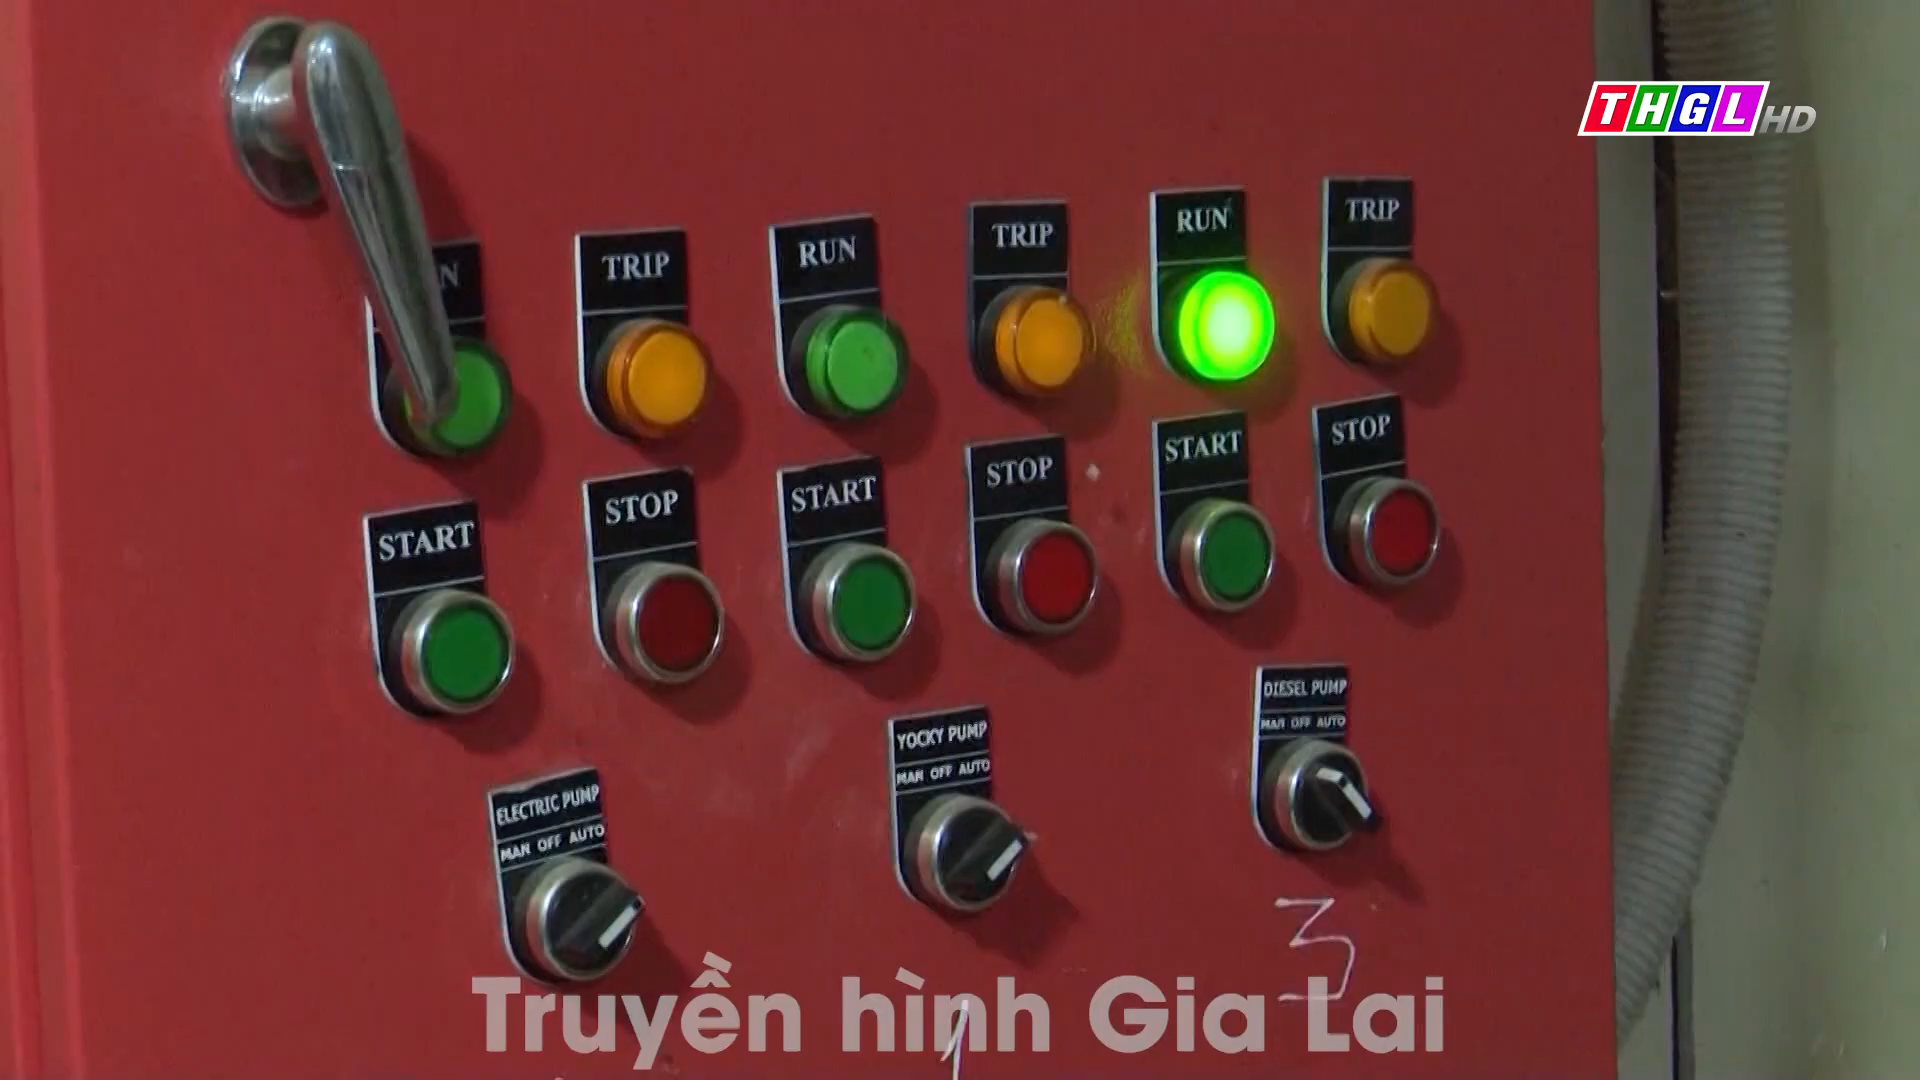 THGL HD
TRIP
RUN
TRIP
RUN
TRIP
START
STOP
START
STOP
START
STOP
ELECTRIC PUMP
MAN OFF AUTO
YOCKY PUMP
MAN OFF AUTO
DIESEL PUMP
MAN OFF AUTO
3
1
Truyền hình Gia Lai